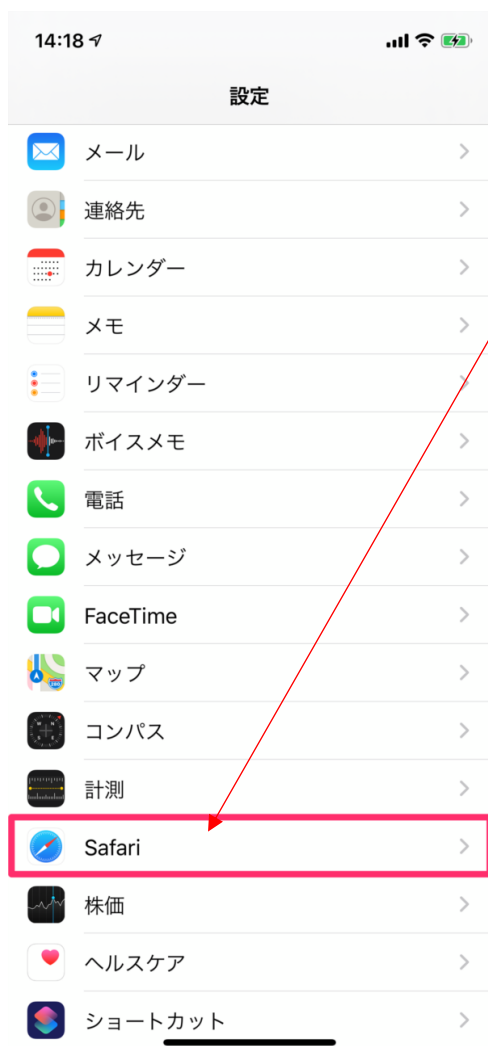 14:18
設定
メール
連絡先
カレンダー
メモ
リマインダー
ボイスメモ
電話
メッセージ
FaceTime
マップ
コンパス
計測
Safari
株価
ヘルスケア
ショートカット